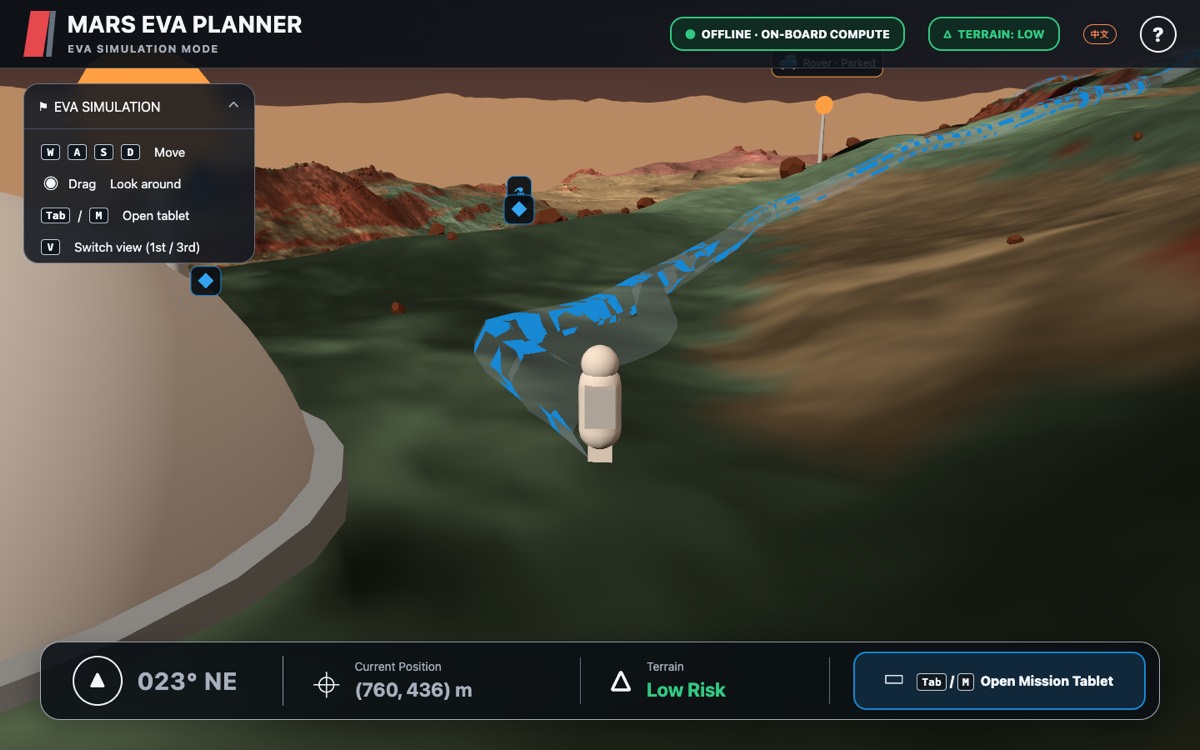 MARS EVA PLANNER
EVA SIMULATION MODE
OFFLINE · ON-BOARD COMPUTE
TERRAIN: LOW
中文
?
Rover · Parked
EVA SIMULATION
W A S D Move
Drag Look around
Tab / M Open tablet
V Switch view (1st / 3rd)
023° NE
Current Position
(760, 436) m
Terrain
Low Risk
Tab / M Open Mission Tablet